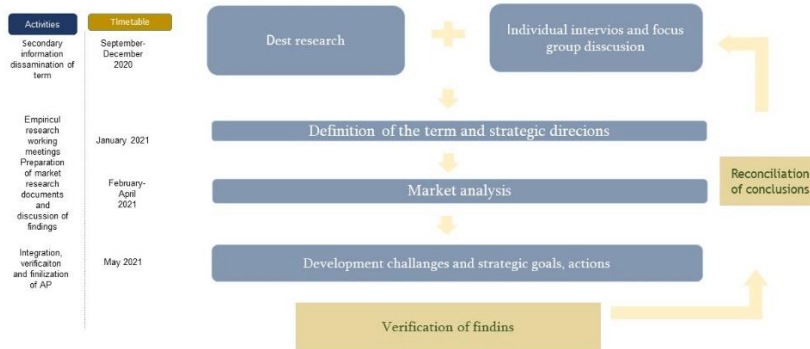 Activities
Timetable
Secondary
information
dissamination of
term
September-
December
2020
Dest research
Individual intervios and focus
group disscusion
Empiricul
research
working
meetings
Preparation
of market
research
documents
and
discussion of
findings
January 2021
February-
April
2021
Definition of the term and strategic direcions
Market analysis
Reconciliation
of conclusions
Integration,
verificaiton
and finilization
of AP
May 2021
Development challanges and strategic goals, actions
Verification of findins